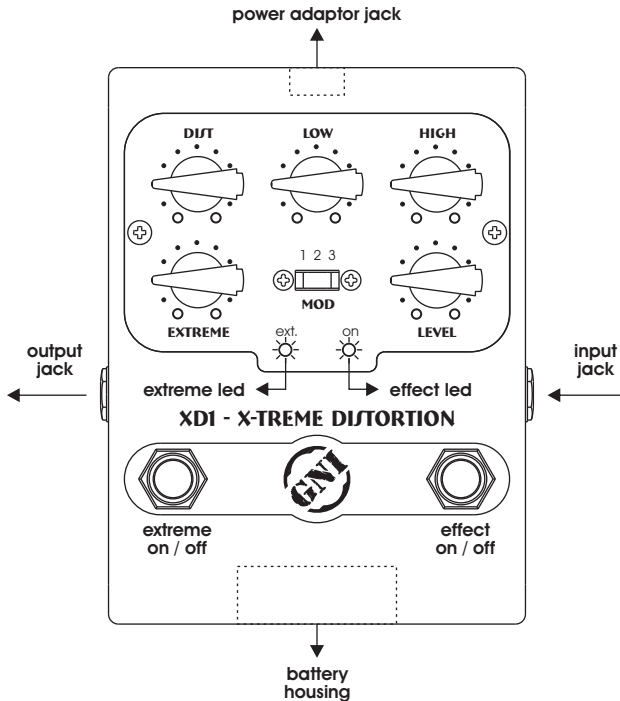 power adaptor jack
DIST LOW HIGH
1 2 3
MOD
EXTREME LEVEL
ext. on
output
jack
input
jack
extreme led effect led
XD1 - X-TREME DISTORTION
GNI
extreme
on / off
effect
on / off
battery
housing